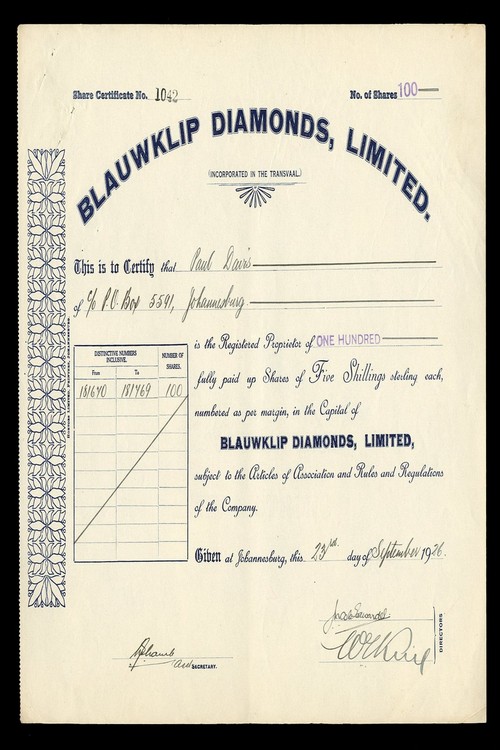 Share Certificate No. 1042
No. of Shares 100
BLAUWKLIP DIAMONDS, LIMITED.
(INCORPORATED IN THE TRANSVAAL.)
This is to Certify that Paul Davis
of c/o P.O. Box 5591, Johannesburg
is the Registered Proprietor of ONE HUNDRED
fully paid up Shares of Five Shillings sterling each,
numbered as per margin, in the Capital of
BLAUWKLIP DIAMONDS, LIMITED,
subject to the Articles of Association and Rules and Regulations
of the Company.
DISTINCTIVE NUMBERS INCLUSIVE.
NUMBER OF SHARES.
From To
181670 181769 100
Given at Johannesburg, this 23rd day of September 1926.
DIRECTORS
SECRETARY.